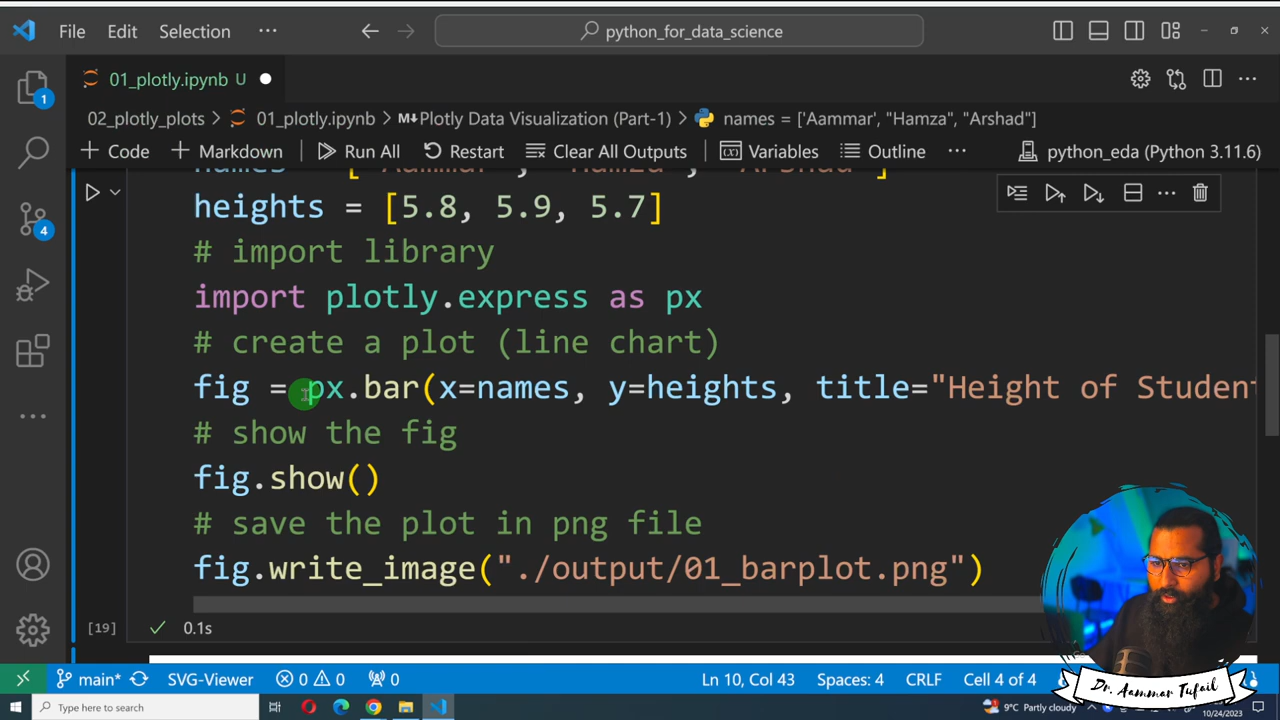 File Edit Selection ··· python_for_data_science
01_plotly.ipynb U
02_plotly_plots > 01_plotly.ipynb > M↓Plotly Data Visualization (Part-1) > names = ['Aammar', "Hamza", "Arshad"]
+ Code + Markdown Run All Restart Clear All Outputs Variables Outline ··· python_eda (Python 3.11.6)
heights = [5.8, 5.9, 5.7]
# import library
import plotly.express as px
# create a plot (line chart)
fig = px.bar(x=names, y=heights, title="Height of Student
# show the fig
fig.show()
# save the plot in png file
fig.write_image("./output/01_barplot.png")
[19] 0.1s
main* SVG-Viewer 0 0 0 Ln 10, Col 43 Spaces: 4 CRLF Cell 4 of 4
Dr. Aammar Tufail
Type here to search 9°C Partly cloudy
10/24/2023
1
4